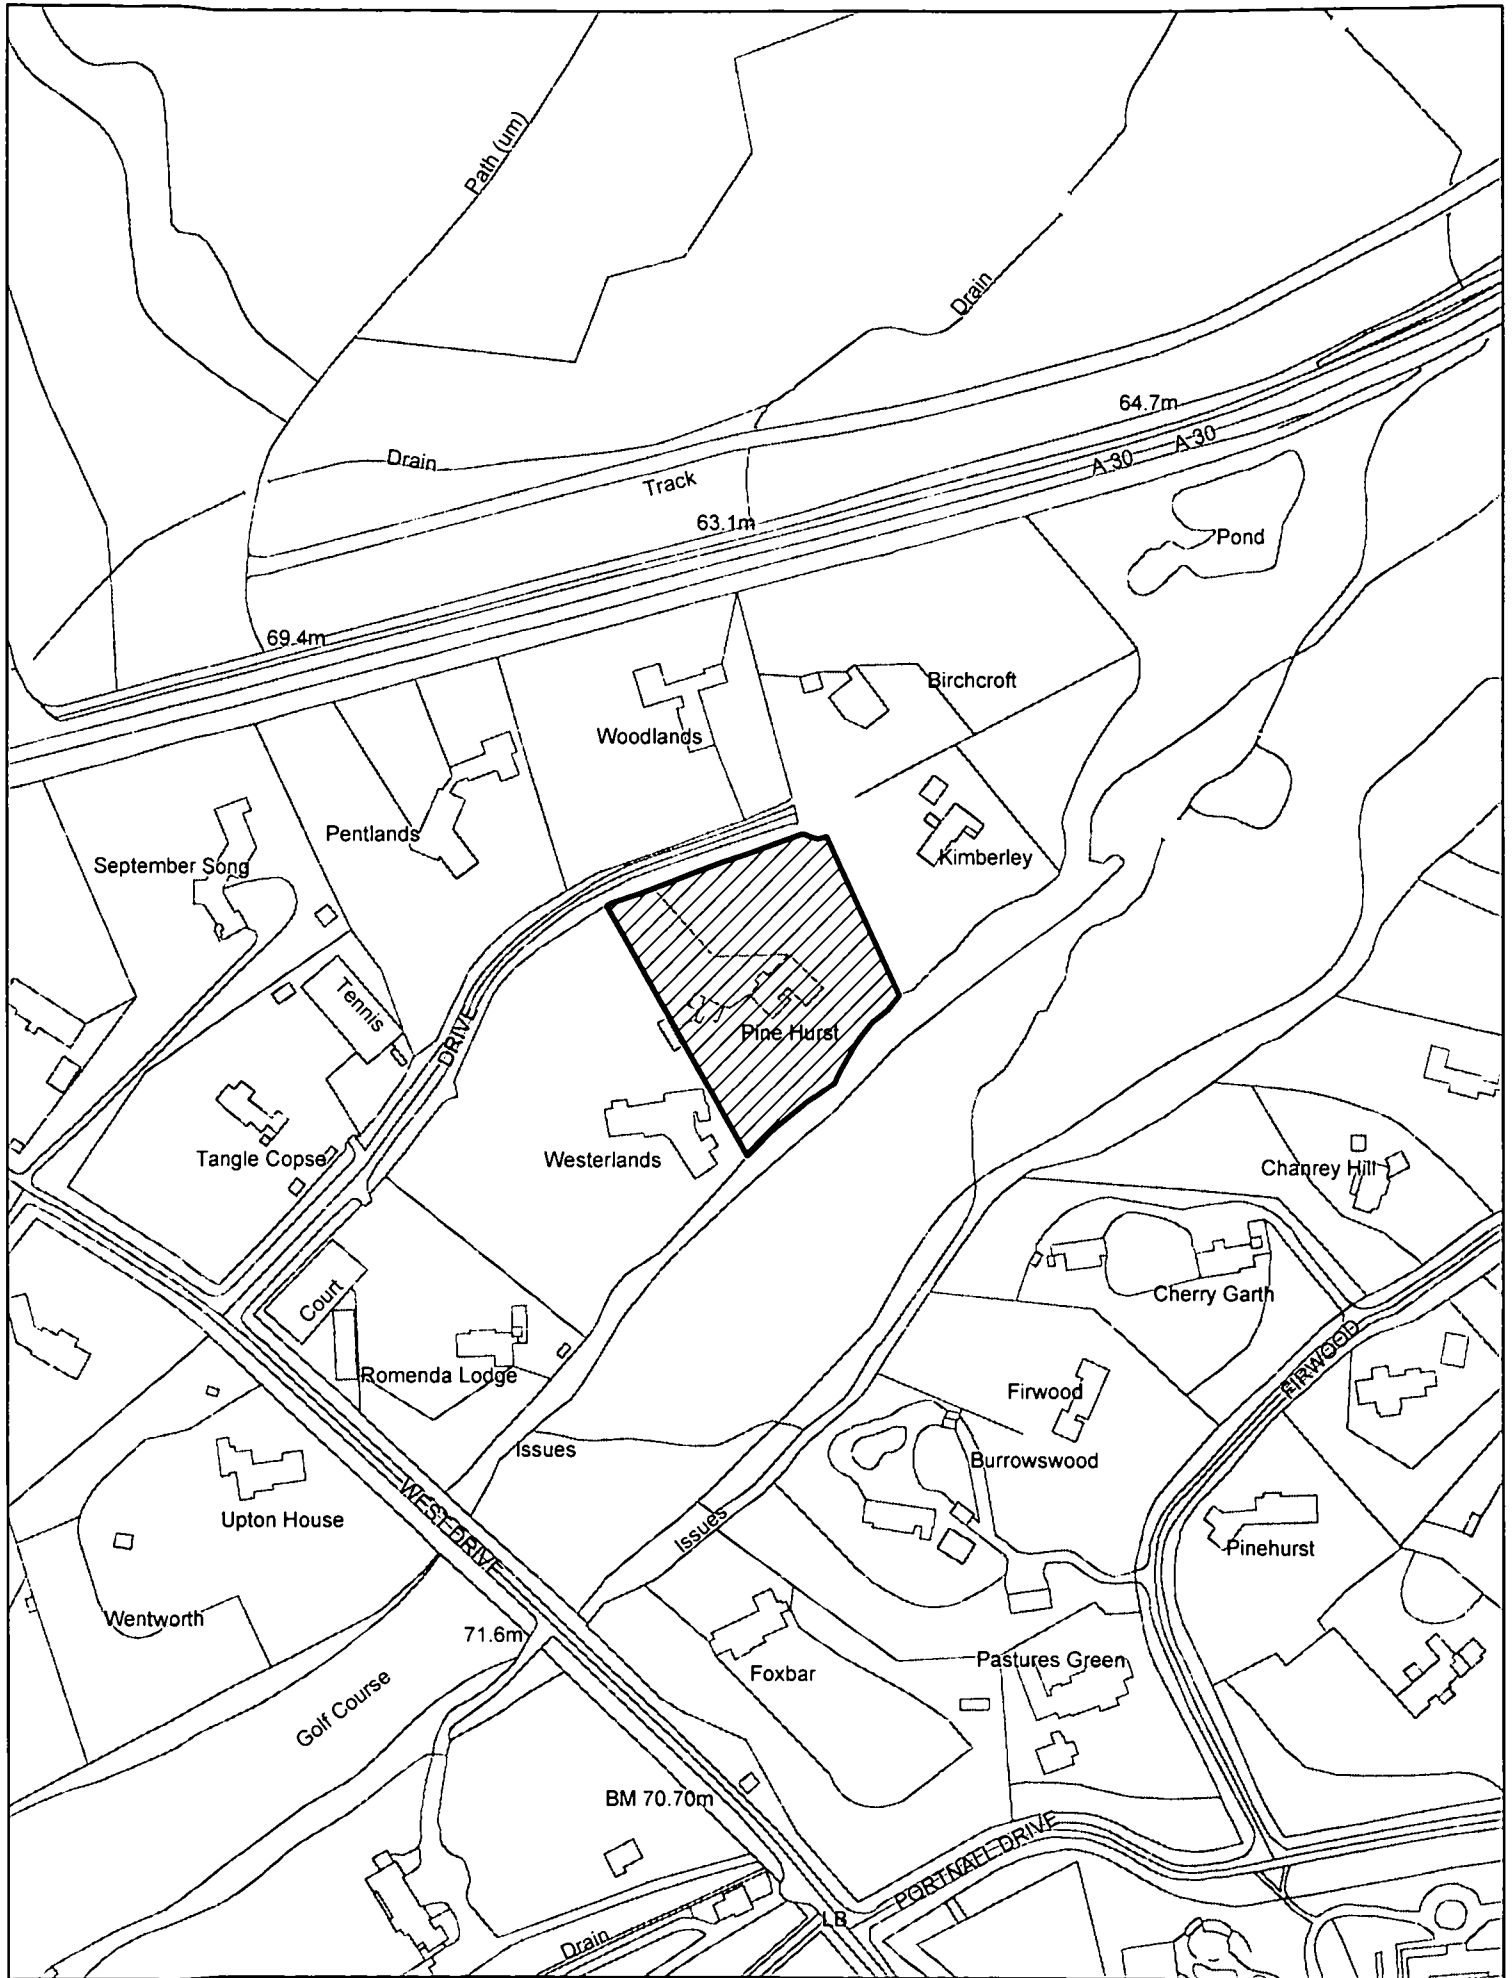 Path (um)
Drain
64.7m
A 30
A 30
Drain
Track
63.1m
Pond
69.4m
Birchcroft
Woodlands
Pentlands
September Song
Kimberley
Tennis
DRIVE
Pine Hurst
Tangle Copse
Westerlands
Chanrey Hill
Court
Cherry Garth
Romenda Lodge
FIRWOOD
Firwood
Issues
Burrowswood
Upton House
WEST DRIVE
Issues
Pinehurst
Wentworth
71.6m
Foxbar
Pastures Green
Golf Course
BM 70.70m
PORTNALL DRIVE
LB
Drain